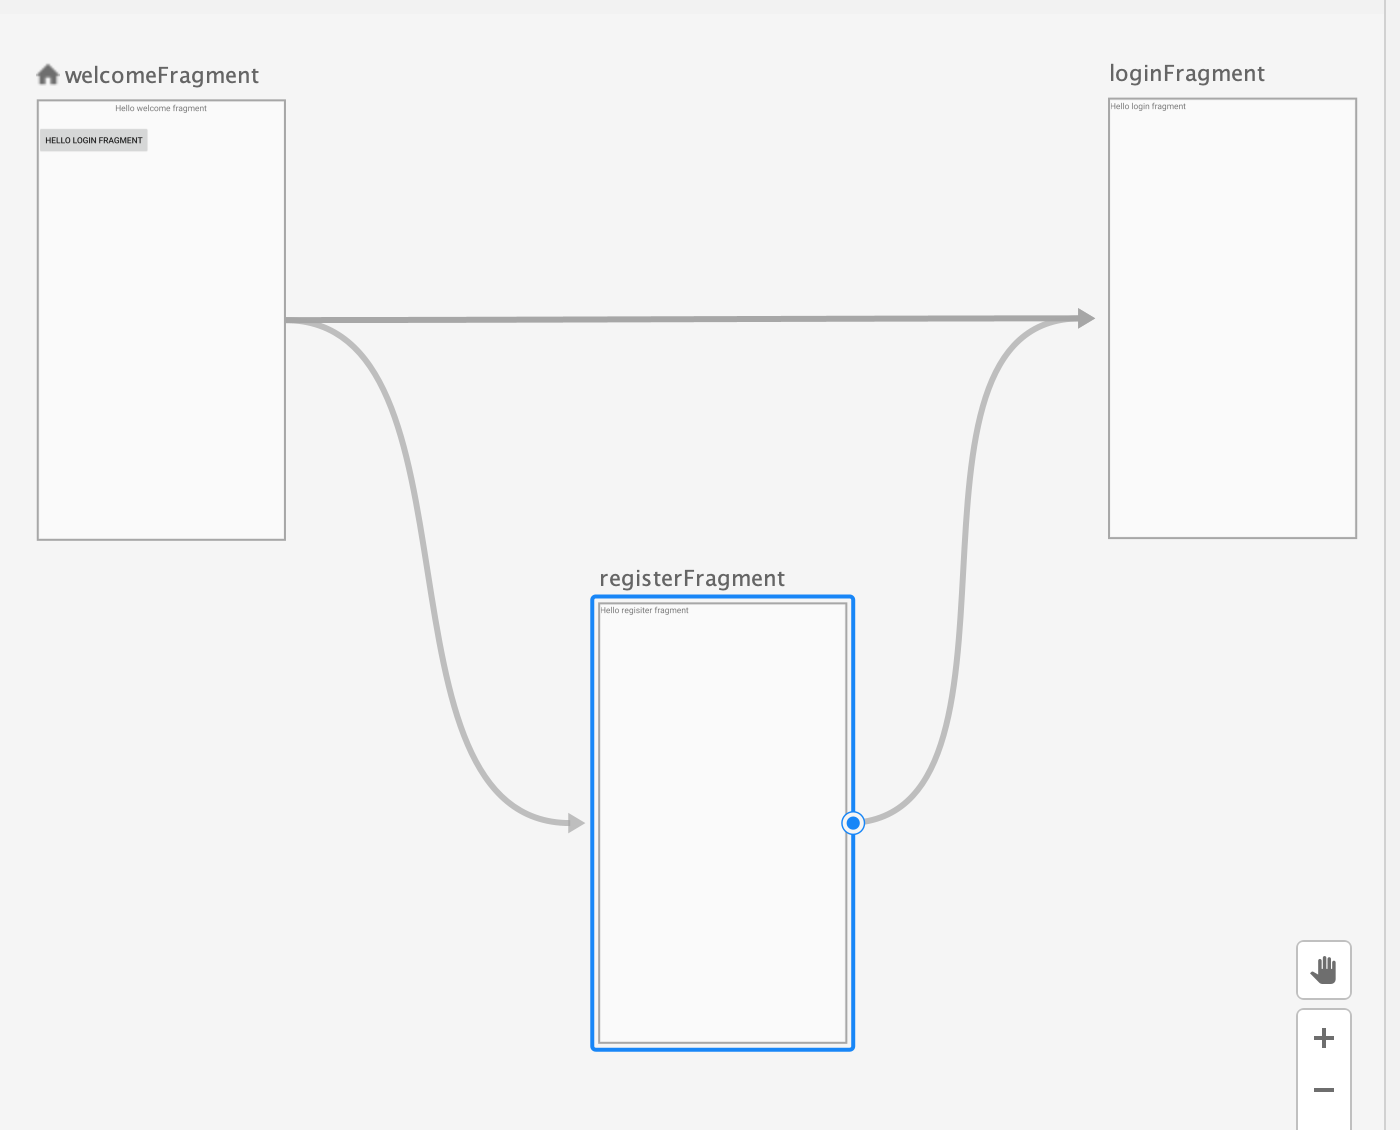 welcomeFragment
Hello welcome fragment
HELLO LOGIN FRAGMENT
loginFragment
Hello login fragment
registerFragment
Hello regisiter fragment